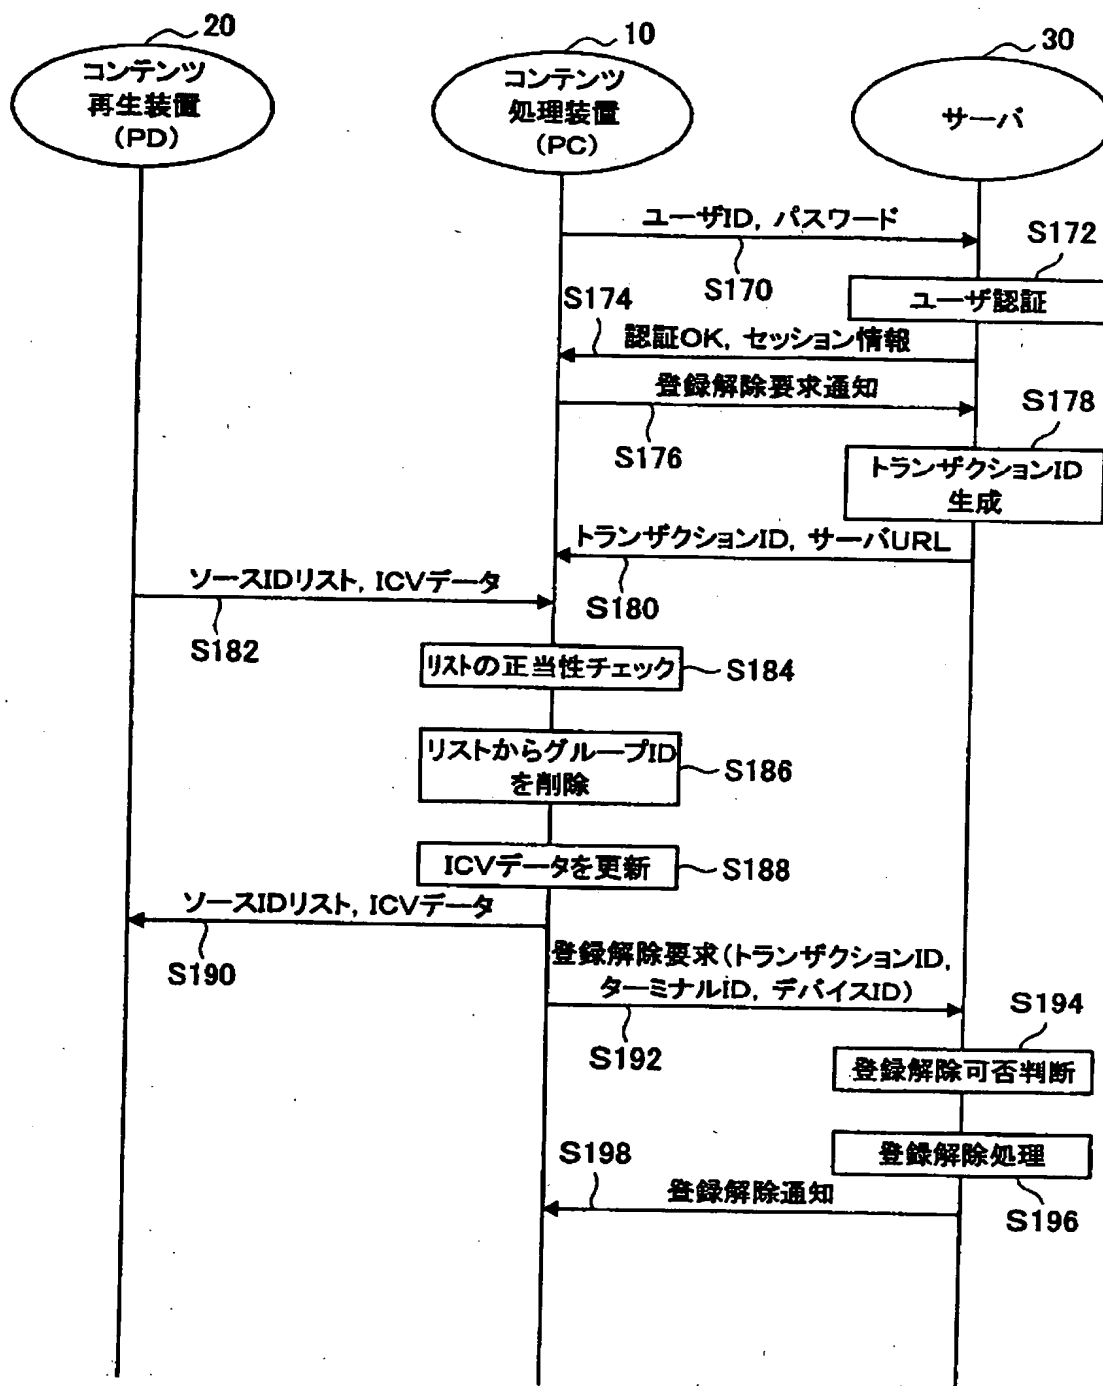 20
コンテンツ
再生装置
(PD)
10
コンテンツ
処理装置
(PC)
30
サーバ
ユーザID, パスワード
S170
S172
ユーザ認証
S174
認証OK, セッション情報
登録解除要求通知
S176
S178
トランザクションID
生成
トランザクションID, サーバURL
S180
ソースIDリスト, ICVデータ
S182
リストの正当性チェック
S184
リストからグループID
を削除
S186
ICVデータを更新
S188
ソースIDリスト, ICVデータ
S190
登録解除要求(トランザクションID,
ターミナルID, デバイスID)
S192
S194
登録解除可否判断
登録解除処理
S196
S198
登録解除通知